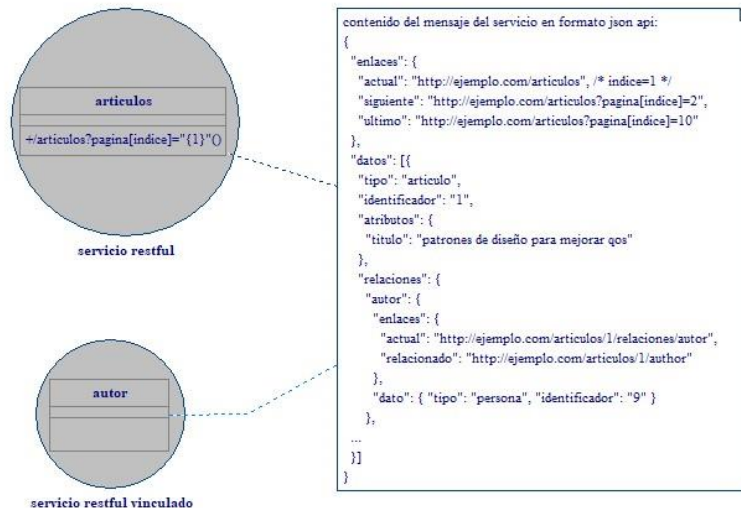 articulos
+/articulos?pagina[indice]="{1}"()
servicio restful
autor
servicio restful vinculado
contenido del mensaje del servicio en formato json api:
{
"enlaces": {
"actual": "http://ejemplo.com/articulos", /* indice=1 */
"siguiente": "http://ejemplo.com/articulos?pagina[indice]=2",
"ultimo": "http://ejemplo.com/articulos?pagina[indice]=10"
},
"datos": [{
"tipo": "articulo",
"identificador": "1",
"atributos": {
"titulo": "patrones de diseño para mejorar qos"
},
"relaciones": {
"autor": {
"enlaces": {
"actual": "http://ejemplo.com/articulos/1/relaciones/autor",
"relacionado": "http://ejemplo.com/articulos/1/author"
},
"dato": { "tipo": "persona", "identificador": "9" }
},
...
}]
}